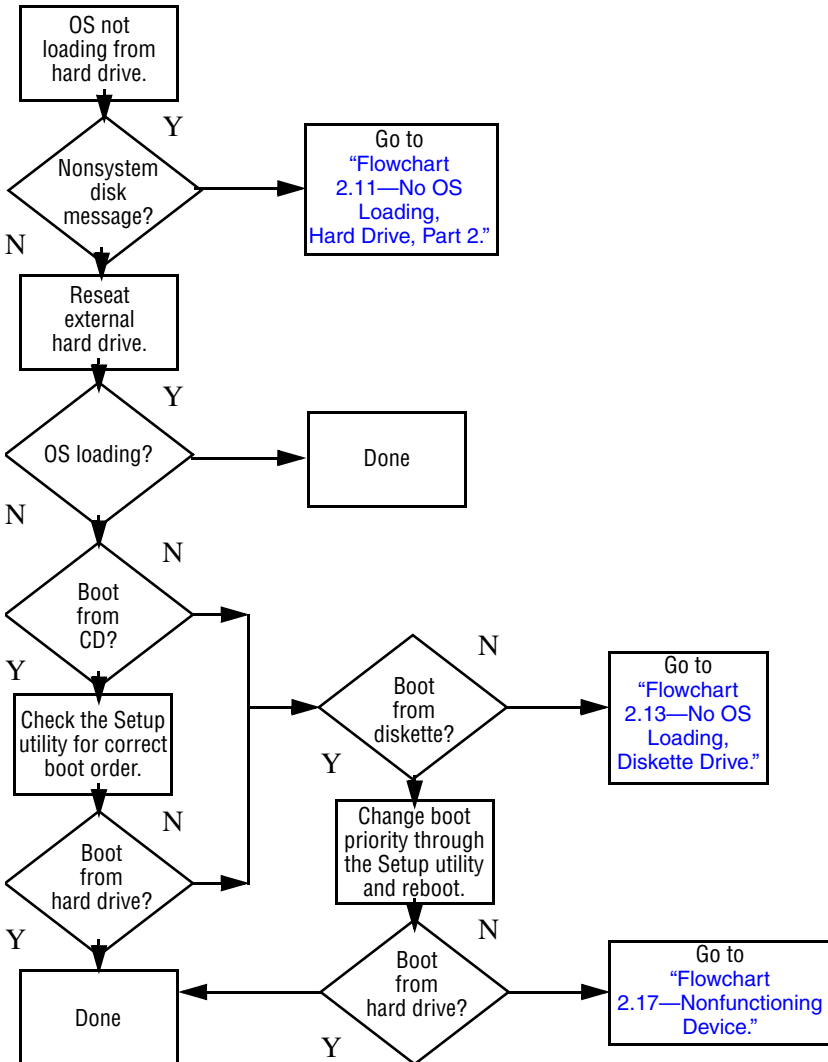 OS not
loading from
hard drive.
Y
Nonsystem
disk
message?
Go to
“Flowchart
2.11—No OS
Loading,
Hard Drive, Part 2.”
N
Reseat
external
hard drive.
Y
OS loading?
Done
N
N
Boot
from
CD?
Y
Check the Setup
utility for correct
boot order.
N
Boot
from
hard drive?
Y
Done
N
Boot
from
diskette?
Go to
“Flowchart
2.13—No OS
Loading,
Diskette Drive.”
Y
Change boot
priority through
the Setup utility
and reboot.
N
Boot
from
hard drive?
Y
Go to
“Flowchart
2.17—Nonfunctioning
Device.”